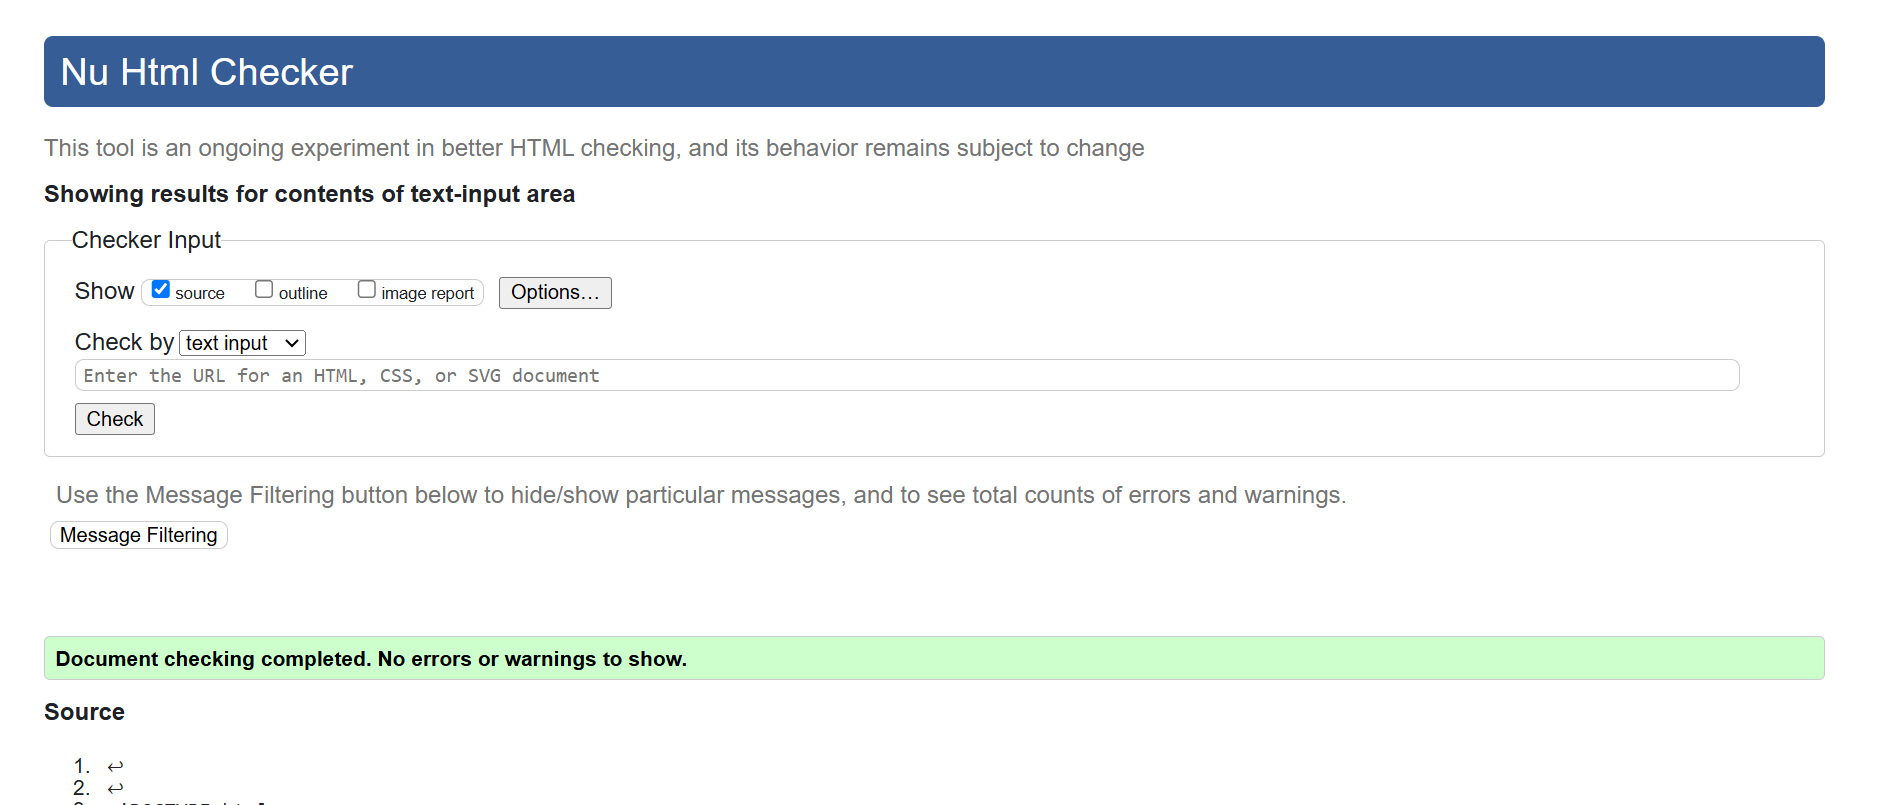 Nu Html Checker
This tool is an ongoing experiment in better HTML checking, and its behavior remains subject to change
Showing results for contents of text-input area
Checker Input
Show source outline image report Options...
Check by text input
Enter the URL for an HTML, CSS, or SVG document
Check
Use the Message Filtering button below to hide/show particular messages, and to see total counts of errors and warnings.
Message Filtering
Document checking completed. No errors or warnings to show.
Source
1. ↩
2. ↩